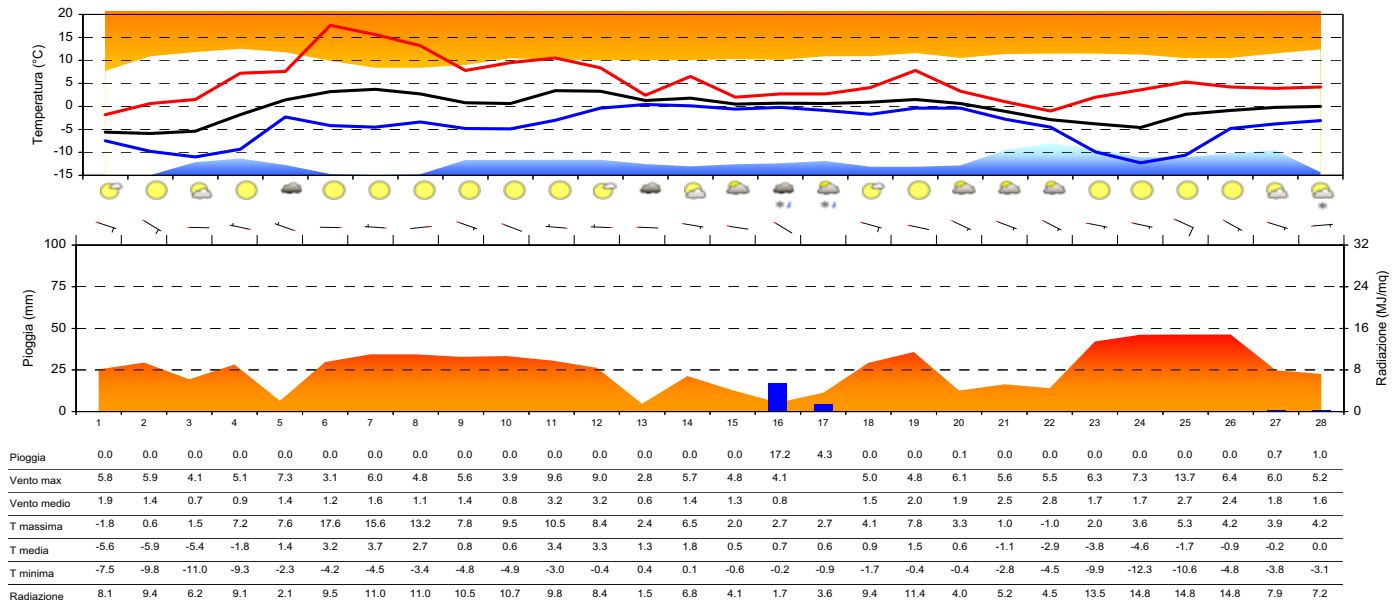 Temperatura (°C)
20
15
10
5
0
-5
-10
-15
Pioggia (mm)
100
75
50
25
0
Radiazione (MJ/mq)
32
24
16
8
0
1 2 3 4 5 6 7 8 9 10 11 12 13 14 15 16 17 18 19 20 21 22 23 24 25 26 27 28
Pioggia 0.0 0.0 0.0 0.0 0.0 0.0 0.0 0.0 0.0 0.0 0.0 0.0 0.0 0.0 0.0 17.2 4.3 0.0 0.0 0.1 0.0 0.0 0.0 0.0 0.0 0.0 0.7 1.0
Vento max 5.8 5.9 4.1 5.1 7.3 3.1 6.0 4.8 5.6 3.9 9.6 9.0 2.8 5.7 4.8 4.1 5.0 4.8 6.1 5.6 5.5 6.3 7.3 13.7 6.4 6.0 5.2
Vento medio 1.9 1.4 0.7 0.9 1.4 1.2 1.6 1.1 1.4 0.8 3.2 3.2 0.6 1.4 1.3 0.8 1.5 2.0 1.9 2.5 2.8 1.7 1.7 2.7 2.4 1.8 1.6
T massima -1.8 0.6 1.5 7.2 7.6 17.6 15.6 13.2 7.8 9.5 10.5 8.4 2.4 6.5 2.0 2.7 2.7 4.1 7.8 3.3 1.0 -1.0 2.0 3.6 5.3 4.2 3.9 4.2
T media -5.6 -5.9 -5.4 -1.8 1.4 3.2 3.7 2.7 0.8 0.6 3.4 3.3 1.3 1.8 0.5 0.7 0.6 0.9 1.5 0.6 -1.1 -2.9 -3.8 -4.6 -1.7 -0.9 -0.2 0.0
T minima -7.5 -9.8 -11.0 -9.3 -2.3 -4.2 -4.5 -3.4 -4.8 -4.9 -3.0 -0.4 0.4 0.1 -0.6 -0.2 -0.9 -1.7 -0.4 -0.4 -2.8 -4.5 -9.9 -12.3 -10.6 -4.8 -3.8 -3.1
Radiazione 8.1 9.4 6.2 9.1 2.1 9.5 11.0 11.0 10.5 10.7 9.8 8.4 1.5 6.8 4.1 1.7 3.6 9.4 11.4 4.0 5.2 4.5 13.5 14.8 14.8 14.8 7.9 7.2